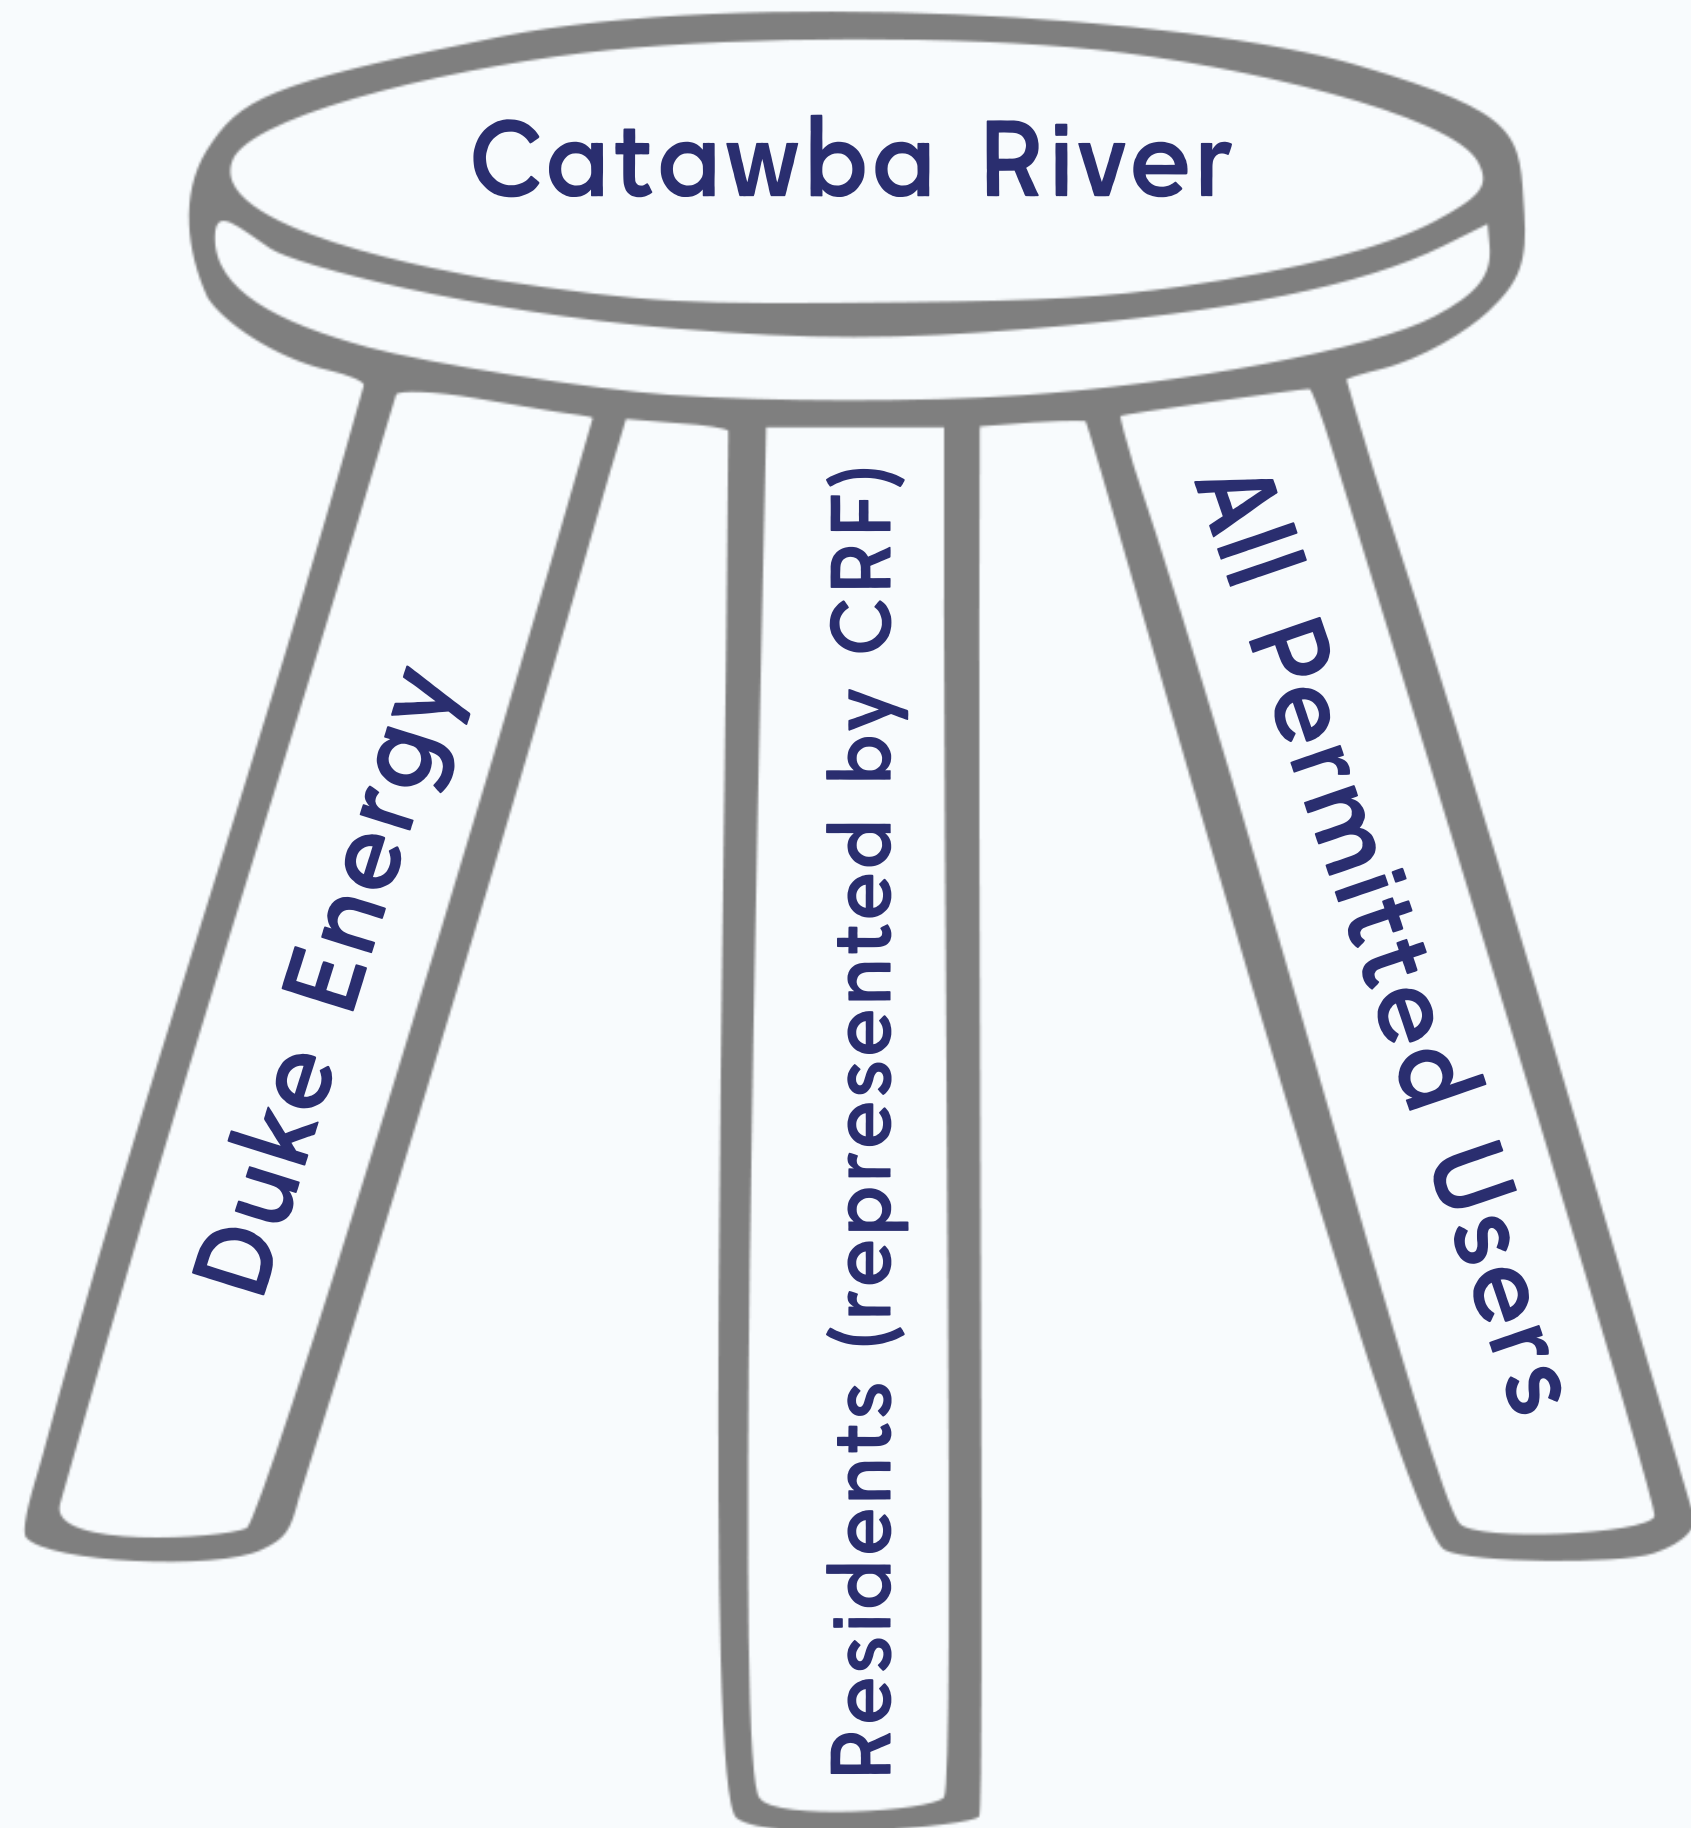 Catawba River
Duke Energy
Residents (represented by CRF)
All Permitted Users